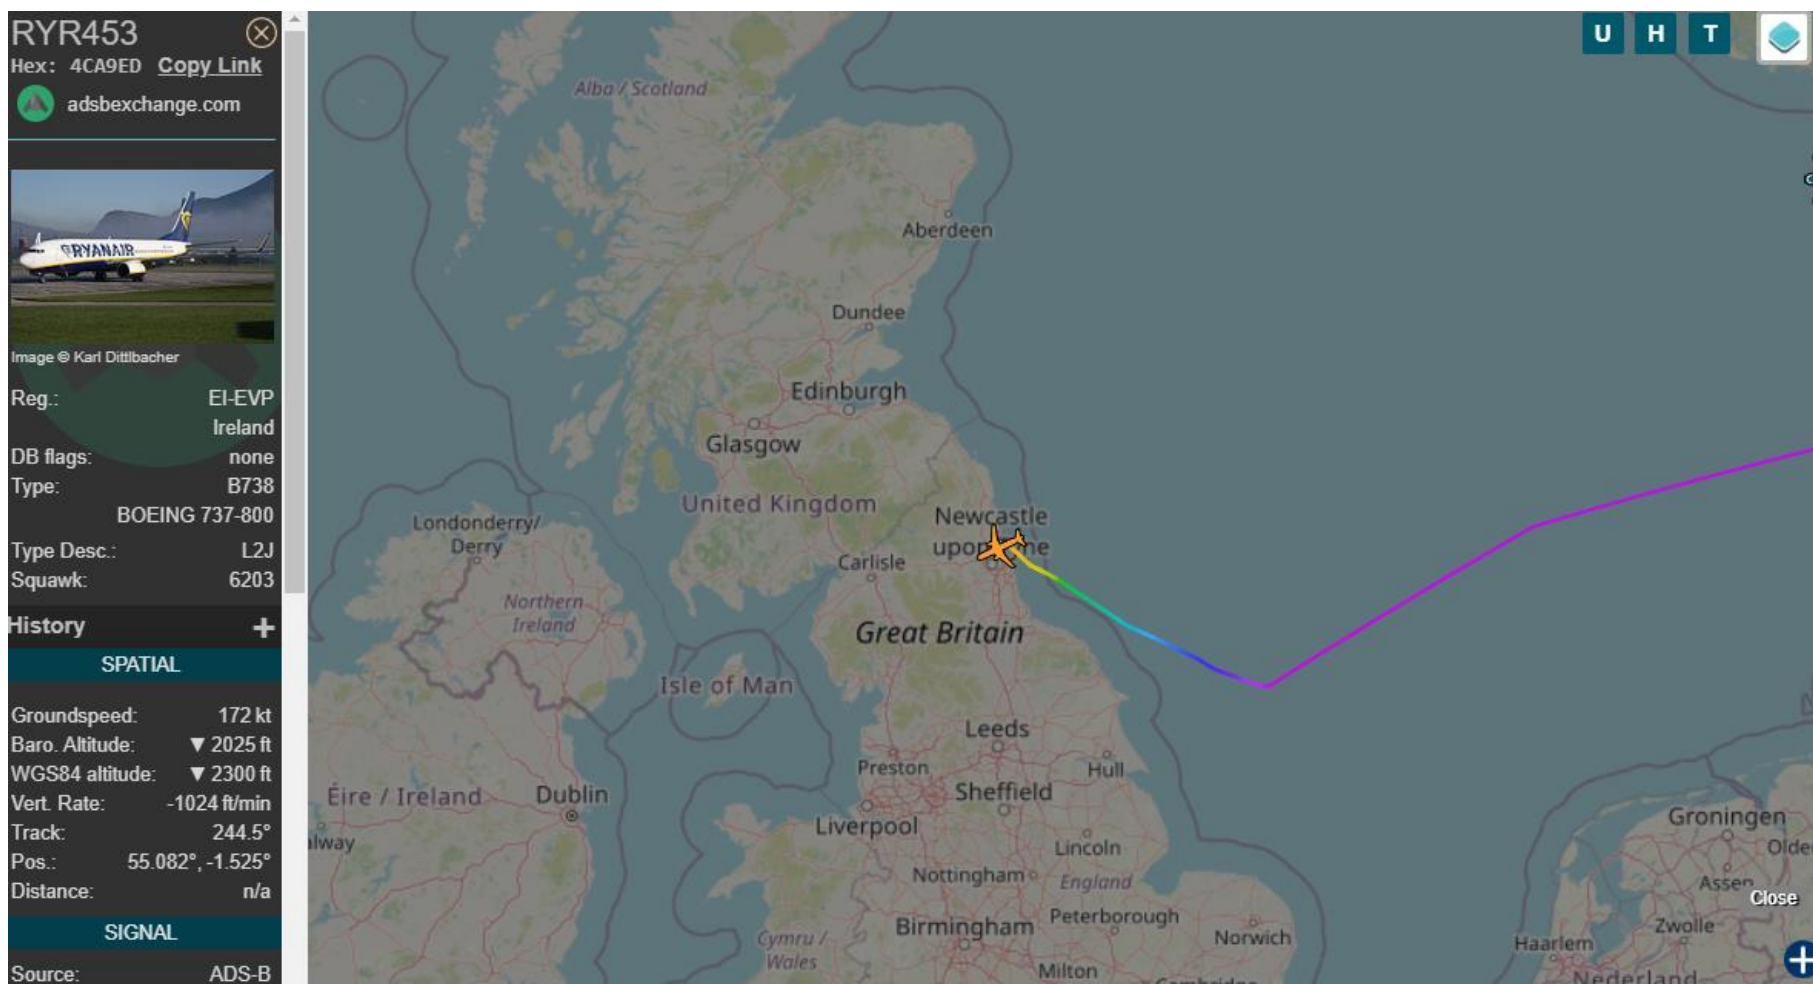 RYR453
Hex: 4CA9ED Copy Link
adsbexchange.com
RYANAIR
Image © Karl Dittlbacher
Reg.: EI-EVP
Ireland
DB flags: none
Type: B738
BOEING 737-800
Type Desc.: L2J
Squawk: 6203
History +
SPATIAL
Groundspeed: 172 kt
Baro. Altitude: ▼ 2025 ft
WGS84 altitude: ▼ 2300 ft
Vert. Rate: -1024 ft/min
Track: 244.5°
Pos.: 55.082°, -1.525°
Distance: n/a
SIGNAL
Source: ADS-B
U H T
Alba / Scotland
Aberdeen
Dundee
Edinburgh
Glasgow
United Kingdom
Newcastle
Londonderry/
Derry
Carlisle
Northern
Ireland
Great Britain
Isle of Man
Leeds
Preston
Hull
Sheffield
Éire / Ireland
Dublin
Liverpool
alway
Lincoln
Nottingham
England
Birmingham
Peterborough
Norwich
Cymru /
Wales
Milton
Groningen
Assen
Close
Zwolle
Haarlem
Nederland